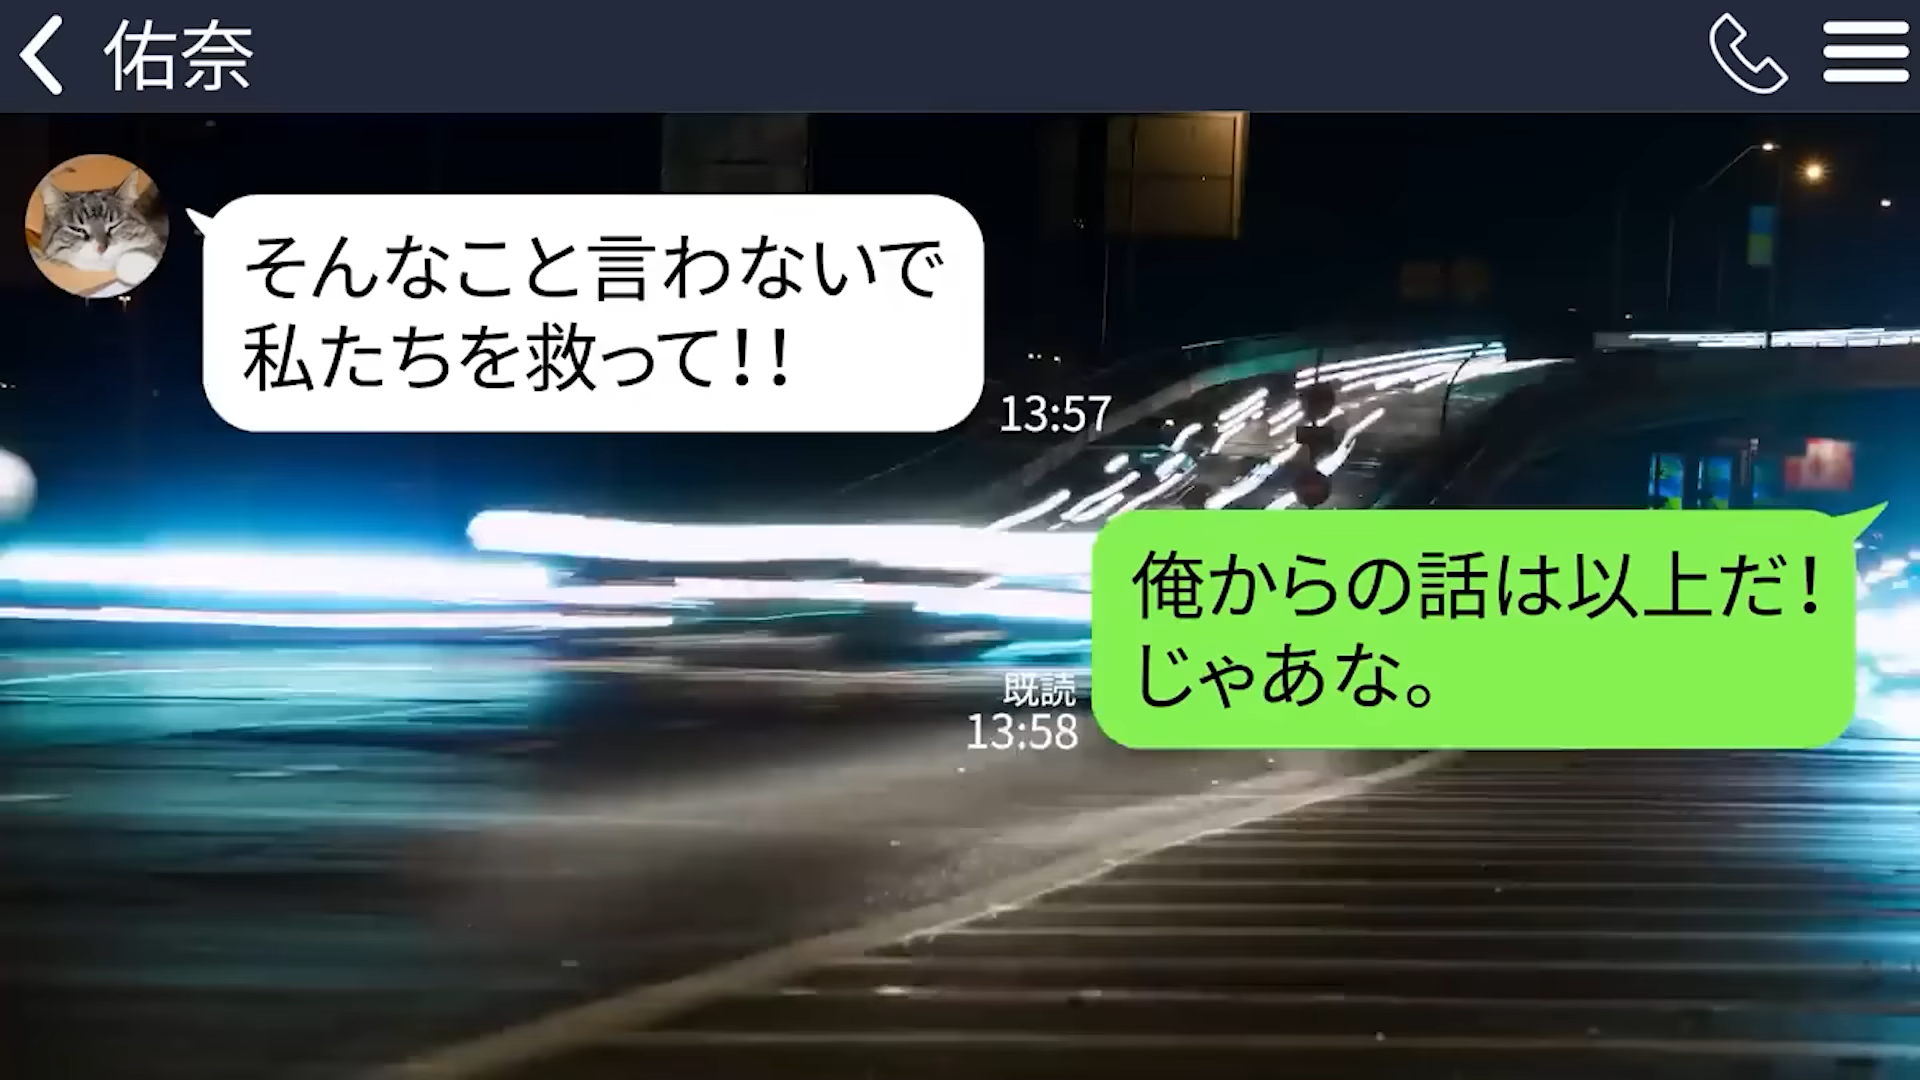 佑奈
そんなこと言わないで
私たちを救って！！
13:57
俺からの話は以上だ！
じゃあな。
既読
13:58